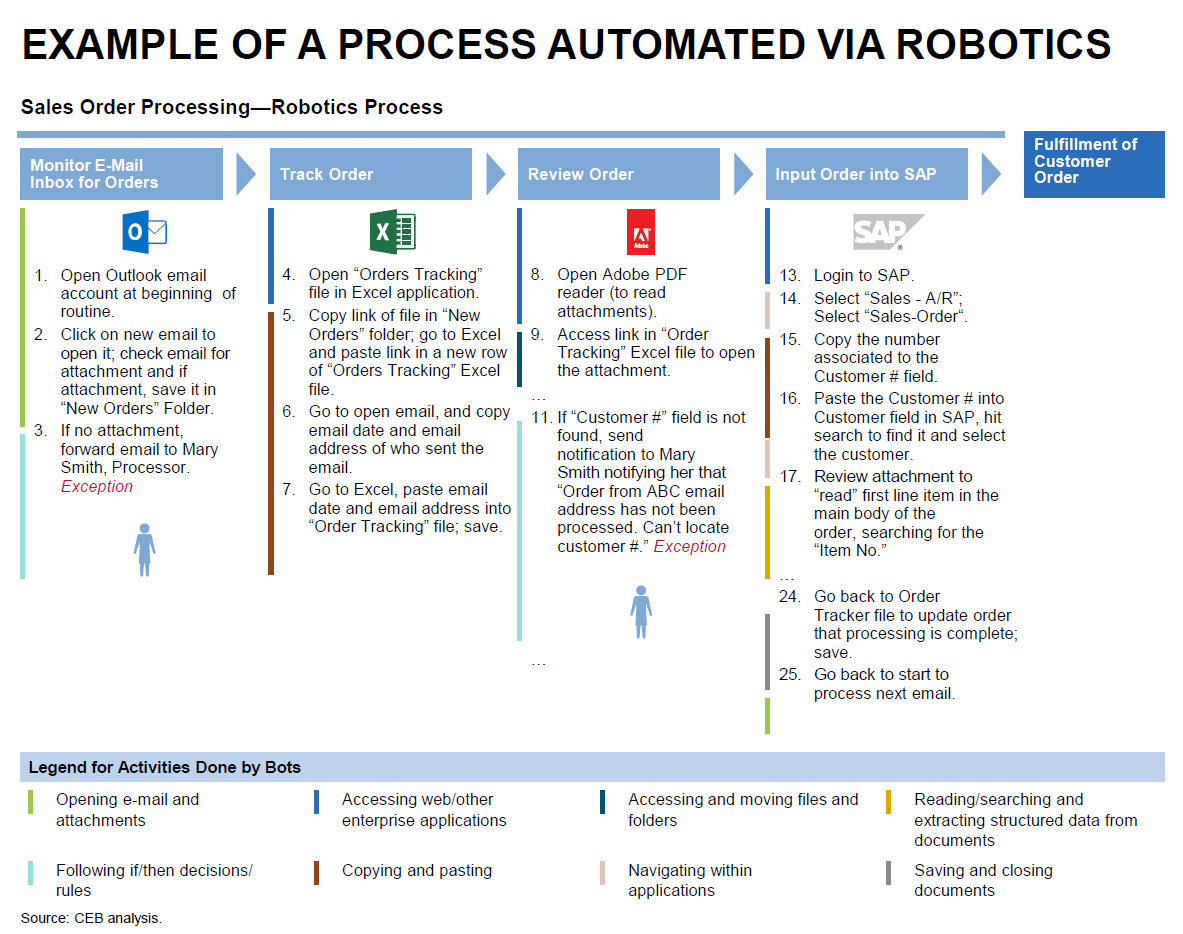 EXAMPLE OF A PROCESS AUTOMATED VIA ROBOTICS
Sales Order Processing—Robotics Process
Monitor E-Mail
Inbox for Orders
O
1. Open Outlook email
account at beginning of
routine.
2. Click on new email to
open it; check email for
attachment and if
attachment, save it in
“New Orders” Folder.
3. If no attachment,
forward email to Mary
Smith, Processor.
Exception
Track Order
X
4. Open “Orders Tracking”
file in Excel application.
5. Copy link of file in “New
Orders” folder; go to Excel
and paste link in a new row
of “Orders Tracking” Excel
file.
6. Go to open email, and copy
email date and email
address of who sent the
email.
7. Go to Excel, paste email
date and email address into
“Order Tracking” file; save.
Review Order
Adobe
8. Open Adobe PDF
reader (to read
attachments).
9. Access link in “Order
Tracking” Excel file to open
the attachment.
…
11. If “Customer #” field is not
found, send
notification to Mary
Smith notifying her that
“Order from ABC email
address has not been
processed. Can’t locate
customer #.” Exception
…
Input Order into SAP
SAP®
13. Login to SAP.
14. Select “Sales - A/R”;
Select “Sales-Order“.
15. Copy the number
associated to the
Customer # field.
16. Paste the Customer # into
Customer field in SAP, hit
search to find it and select
the customer.
17. Review attachment to
“read” first line item in the
main body of the
order, searching for the
“Item No.”
…
24. Go back to Order
Tracker file to update order
that processing is complete;
save.
25. Go back to start to
process next email.
Fulfillment of
Customer
Order
Legend for Activities Done by Bots
Opening e-mail and
attachments
Accessing web/other
enterprise applications
Accessing and moving files and
folders
Reading/searching and
extracting structured data from
documents
Following if/then decisions/
rules
Copying and pasting
Navigating within
applications
Saving and closing
documents
Source: CEB analysis.